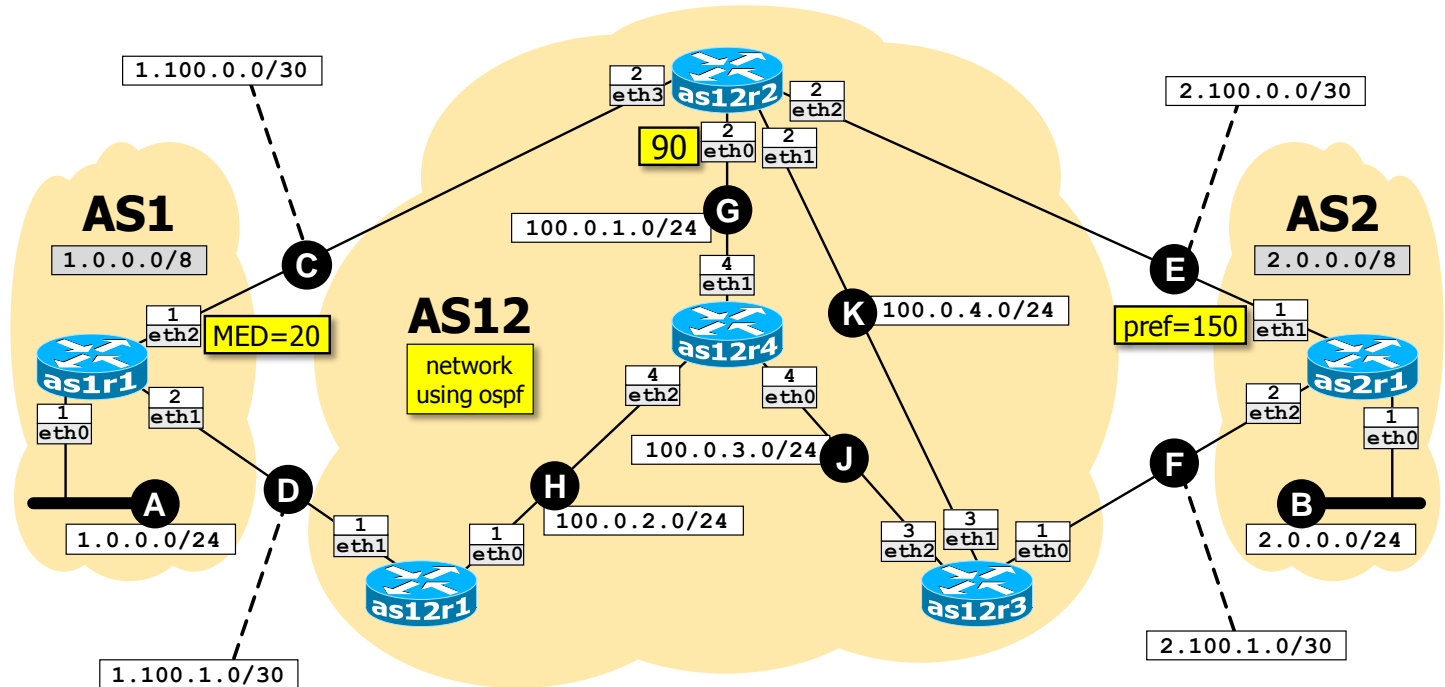 1.100.0.0/30
2
eth3
as12r2
2
eth2
2.100.0.0/30
90
2
eth0
2
eth1
AS1
1.0.0.0/8
C
100.0.1.0/24
G
E
AS2
2.0.0.0/8
1
eth2
MED=20
AS12
network
using ospf
4
eth1
K
100.0.4.0/24
pref=150
1
eth1
as1r1
as12r4
as2r1
1
eth0
2
eth1
4
eth2
4
eth0
2
eth2
1
eth0
A
1.0.0.0/24
D
H
100.0.2.0/24
100.0.3.0/24
J
F
B
2.0.0.0/24
1
eth1
1
eth0
3
eth2
3
eth1
1
eth0
as12r1
as12r3
1.100.1.0/30
2.100.1.0/30